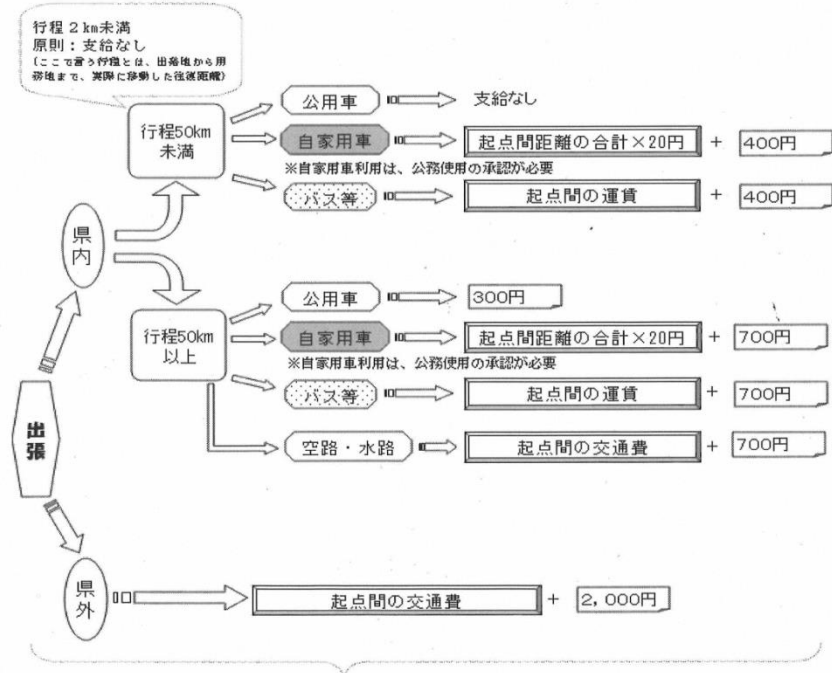 行程2km未満
原則:支給なし
(ここで言う行程とは、出発地から用
務地まで、実際に移動した往復距離)
行程50km
未満
公用車
支給なし
自家用車
起点間距離の合計×20円
+
400円
※自家用車利用は、公務使用の承認が必要
バス等
起点間の運賃
+
400円
県内
行程50km
以上
公用車
300円
自家用車
起点間距離の合計×20円
+
700円
※自家用車利用は、公務使用の承認が必要
バス等
起点間の運賃
+
700円
空路・水路
起点間の交通費
+
700円
出張
県外
起点間の交通費
+
2,000円